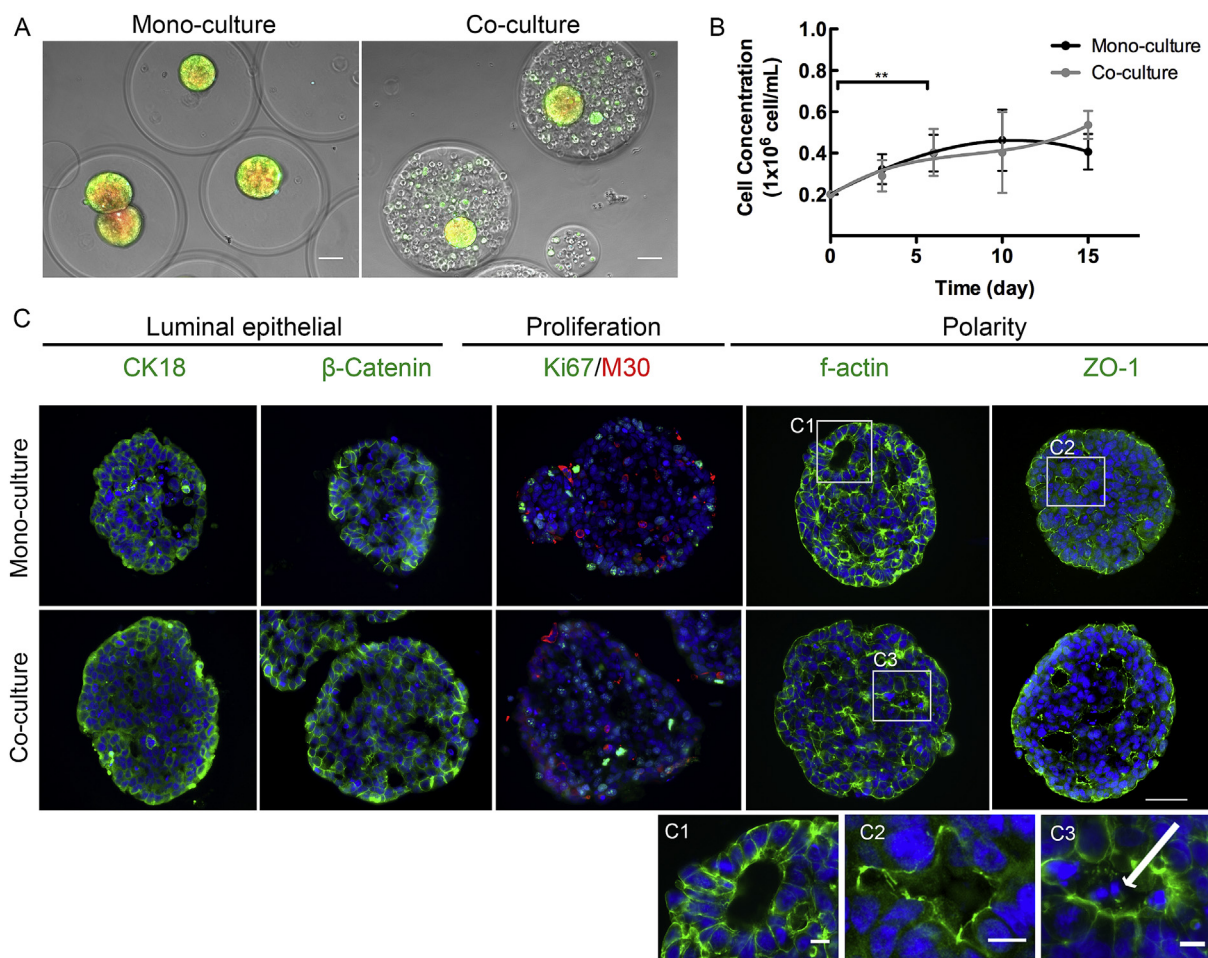 A
Mono-culture
Co-culture
B
1.0
0.8
0.6
0.4
0.2
**
Mono-culture
Co-culture
Cell Concentration
(1x10⁶ cell/mL)
0
5
10
15
Time (day)
C
Luminal epithelial
Proliferation
Polarity
CK18
β-Catenin
Ki67/M30
f-actin
ZO-1
Mono-culture
C1
C2
Co-culture
C3
C1
C2
C3